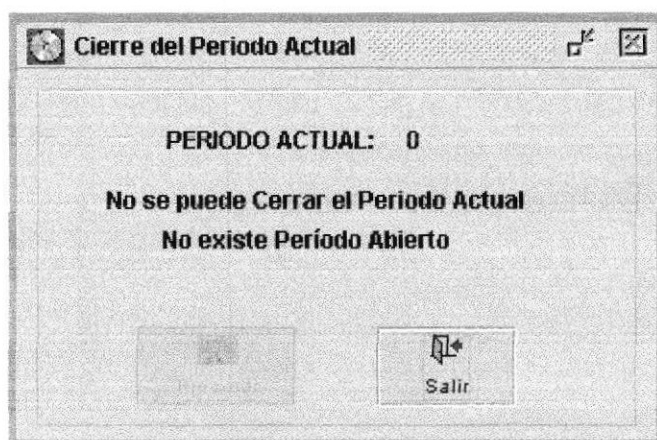 Cierre del Periodo Actual
PERIODO ACTUAL: 0
No se puede Cerrar el Periodo Actual
No existe Período Abierto
Salir